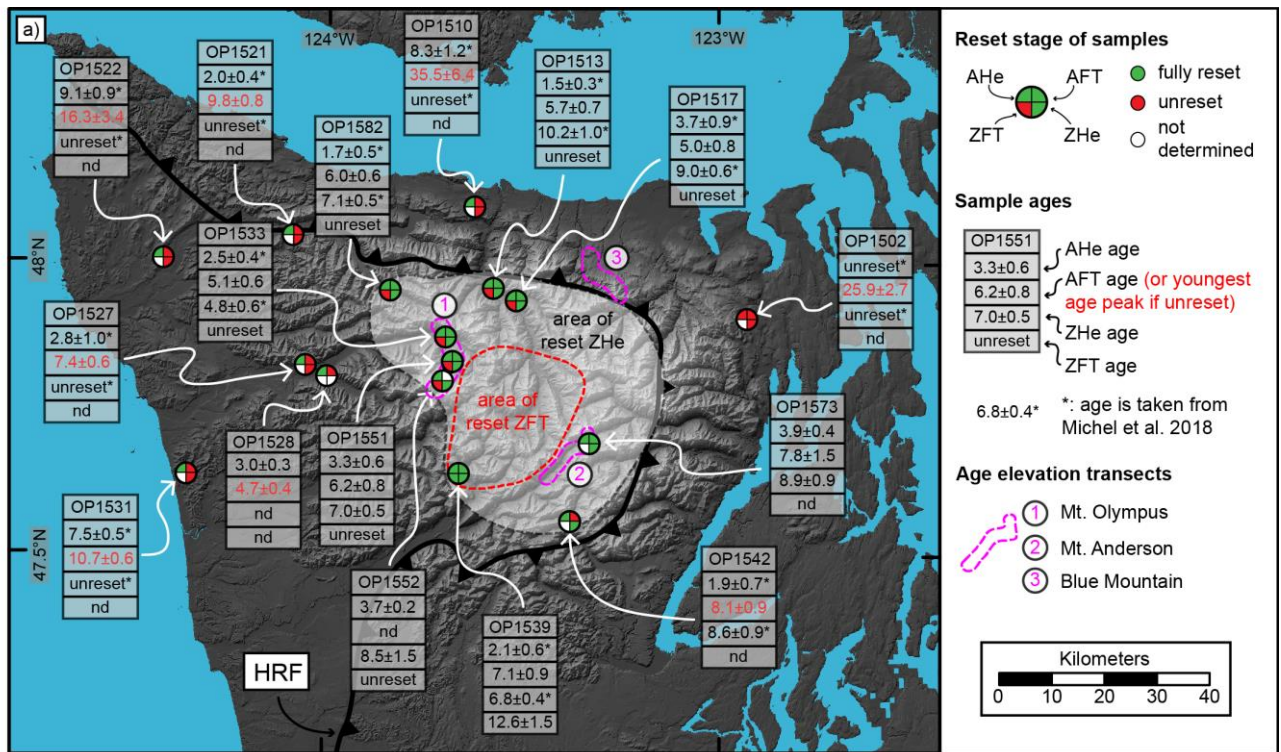 a)
124°W
123°W
48°N
47.5°N
OP1522
9.1±0.9*
16.3±3.4
unreset*
nd
OP1521
2.0±0.4*
9.8±0.8
unreset*
nd
OP1582
1.7±0.5*
6.0±0.6
7.1±0.5*
unreset
OP1510
8.3±1.2*
35.5±6.4
unreset*
nd
OP1513
1.5±0.3*
5.7±0.7
10.2±1.0*
unreset
OP1517
3.7±0.9*
5.0±0.8
9.0±0.6*
unreset
OP1533
2.5±0.4*
5.1±0.6
4.8±0.6*
unreset
OP1502
unreset*
25.9±2.7
unreset*
nd
OP1527
2.8±1.0*
7.4±0.6
unreset*
nd
OP1528
3.0±0.3
4.7±0.4
nd
nd
OP1551
3.3±0.6
6.2±0.8
7.0±0.5
unreset
OP1573
3.9±0.4
7.8±1.5
8.9±0.9
nd
OP1531
7.5±0.5*
10.7±0.6
unreset*
nd
OP1552
3.7±0.2
nd
8.5±1.5
unreset
OP1539
2.1±0.6*
7.1±0.9
6.8±0.4*
12.6±1.5
OP1542
1.9±0.7*
8.1±0.9
8.6±0.9*
nd
1
2
3
area of
reset ZHe
area of
reset ZFT
HRF
Reset stage of samples
AHe
AFT
ZFT
ZHe
fully reset
unreset
not
determined
Sample ages
OP1551
3.3±0.6
6.2±0.8
7.0±0.5
unreset
AHe age
AFT age (or youngest
age peak if unreset)
ZHe age
ZFT age
6.8±0.4*
*: age is taken from
Michel et al. 2018
Age elevation transects
1 Mt. Olympus
2 Mt. Anderson
3 Blue Mountain
Kilometers
0 10 20 30 40